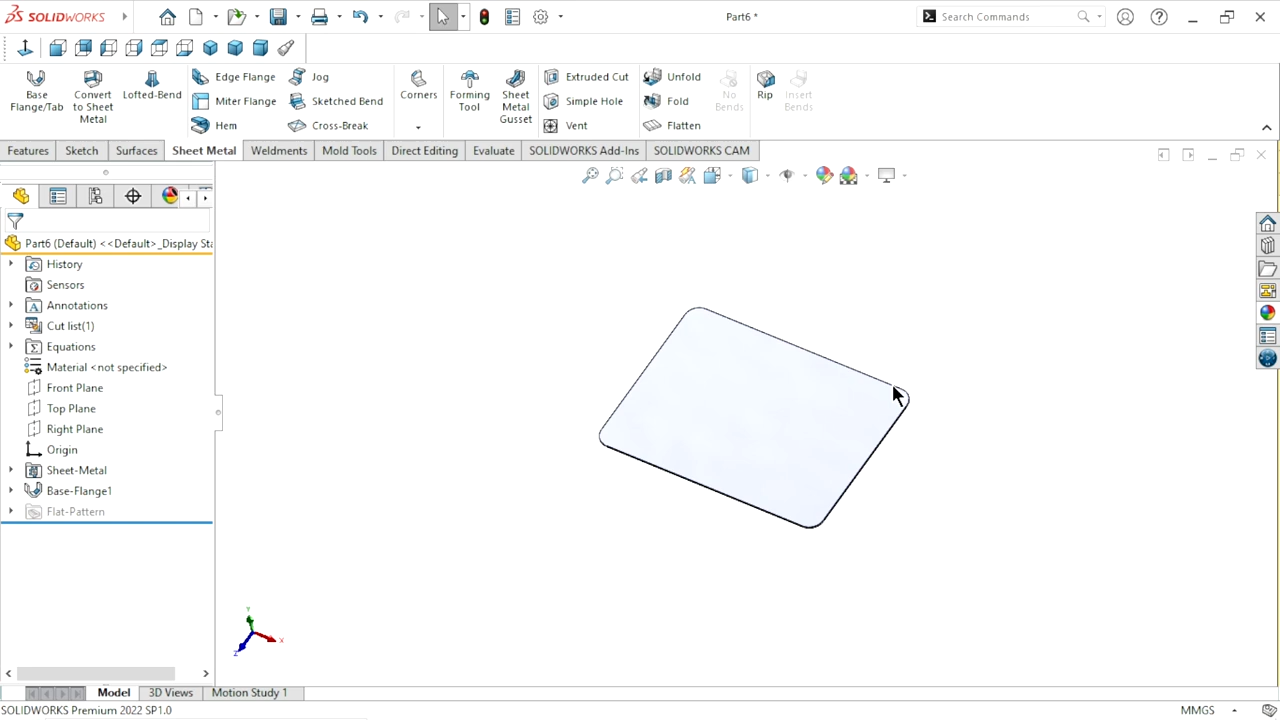 SOLIDWORKS
Part6 *
Search Commands
Base Flange/Tab
Convert to Sheet Metal
Lofted-Bend
Edge Flange
Miter Flange
Hem
Jog
Sketched Bend
Cross-Break
Corners
Forming Tool
Sheet Metal Gusset
Extruded Cut
Simple Hole
Vent
Unfold
Fold
Flatten
No Bends
Rip
Insert Bends
Features
Sketch
Surfaces
Sheet Metal
Weldments
Mold Tools
Direct Editing
Evaluate
SOLIDWORKS Add-Ins
SOLIDWORKS CAM
Part6 (Default) <<Default>_Display Sta
History
Sensors
Annotations
Cut list(1)
Equations
Material <not specified>
Front Plane
Top Plane
Right Plane
Origin
Sheet-Metal
Base-Flange1
Flat-Pattern
Y
X
Z
Model
3D Views
Motion Study 1
SOLIDWORKS Premium 2022 SP1.0
MMGS